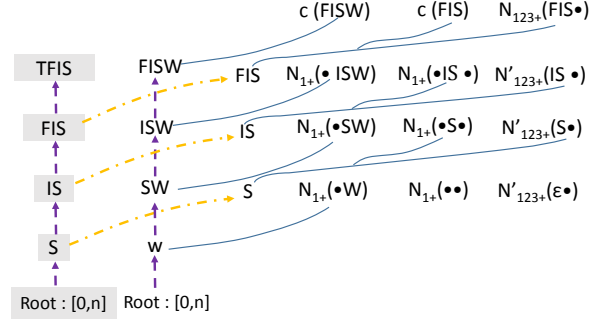 c (FISW) c (FIS) N₁₂₃₊(FIS•)
TFIS FISW FIS N₁₊(• ISW) N₁₊(•IS •) N'₁₂₃₊(IS •)
FIS ISW IS N₁₊(•SW) N₁₊(•S•) N'₁₂₃₊(S•)
IS SW S N₁₊(•W) N₁₊(••) N'₁₂₃₊(ε•)
S w
Root : [0,n] Root : [0,n]